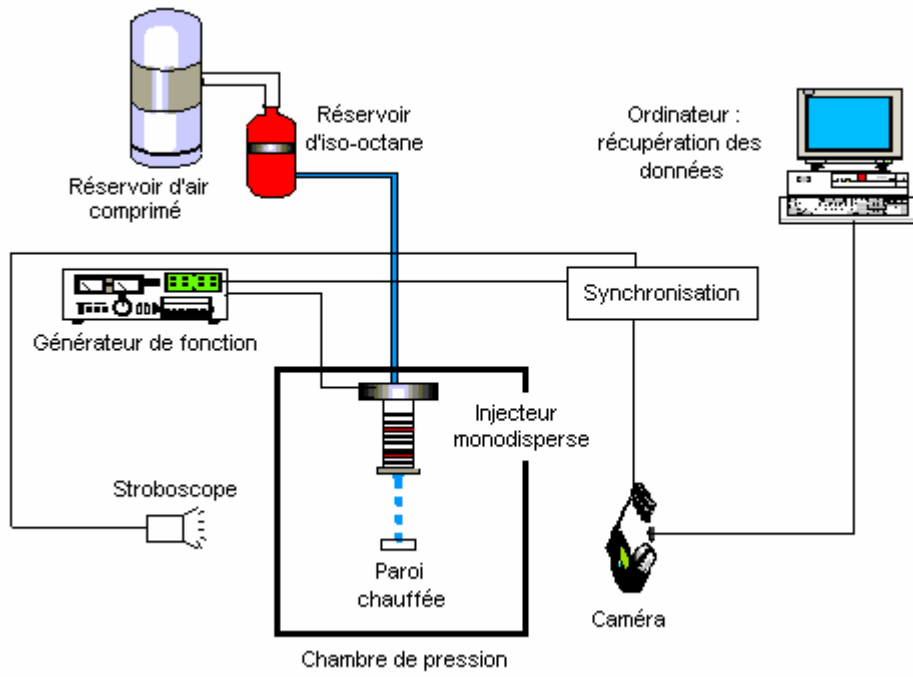 Réservoir
d'iso-octane
Ordinateur :
récupération des
données
Réservoir d'air
comprimé
Synchronisation
Générateur de fonction
Injecteur
monodisperse
Stroboscope
Paroi
chauffée
Caméra
Chambre de pression